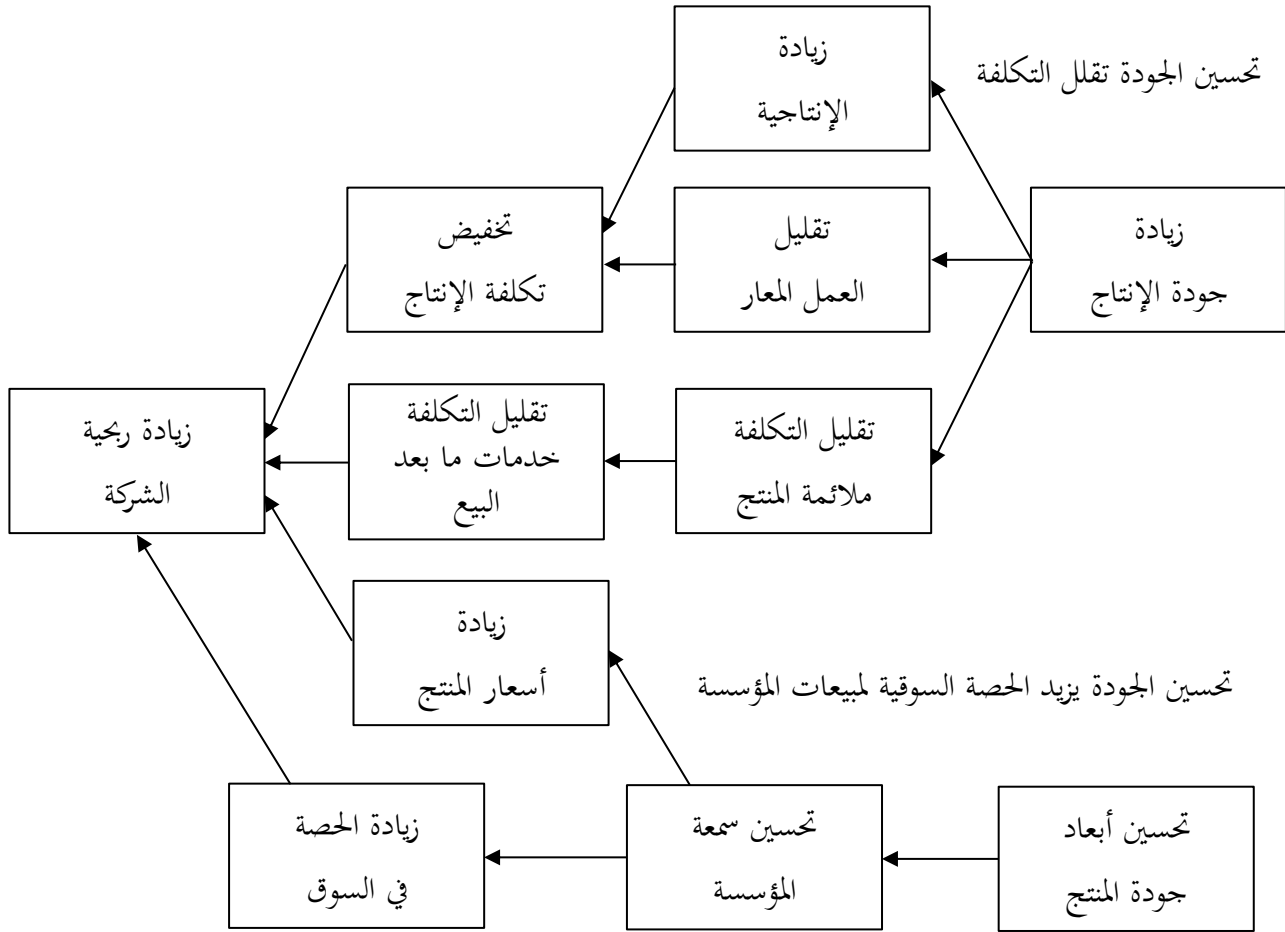 تحسين الجودة تقلل التكلفة
زيادة
الإنتاجية
زيادة
جودة الإنتاج
تقليل
العمل المعار
تخفيض
تكلفة الإنتاج
تقليل التكلفة
ملائمة المنتج
تقليل التكلفة
خدمات ما بعد
البيع
زيادة ربحية
الشركة
زيادة
أسعار المنتج
تحسين الجودة يزيد الحصة السوقية لمبيعات المؤسسة
تحسين أبعاد
جودة المنتج
تحسين سمعة
المؤسسة
زيادة الحصة
في السوق